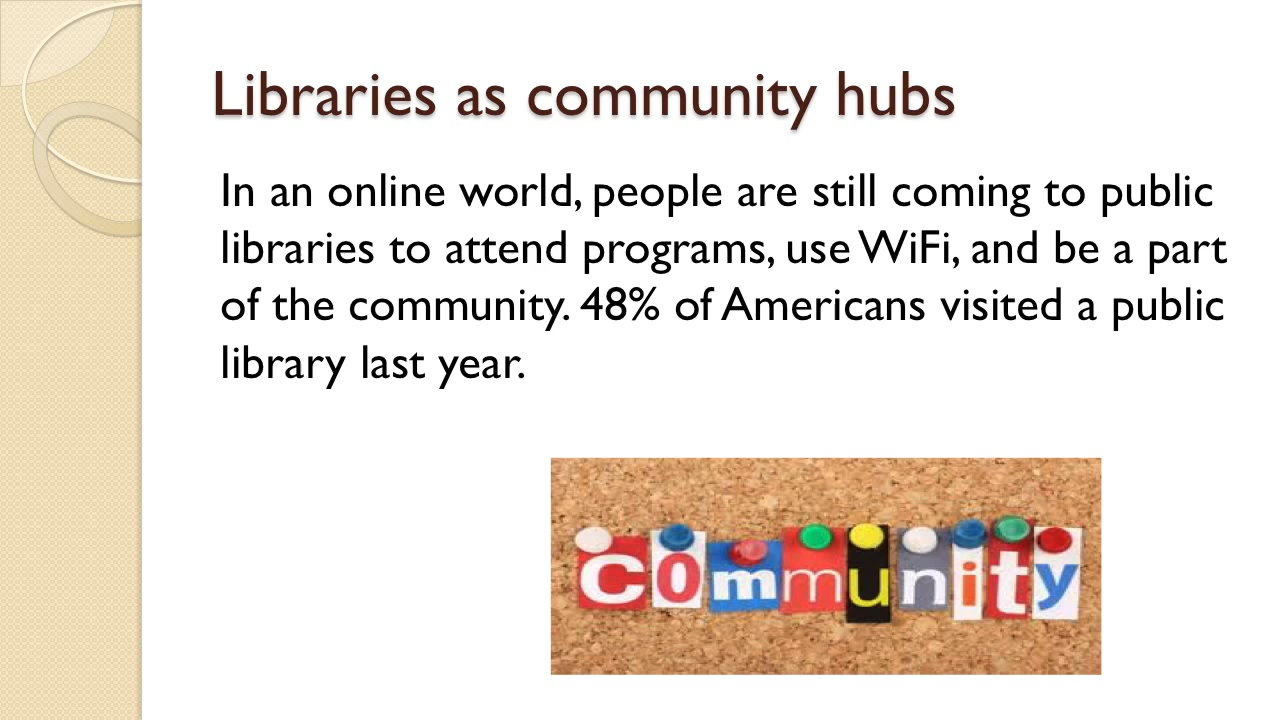 Libraries as community hubs
In an online world, people are still coming to public
libraries to attend programs, use WiFi, and be a part
of the community. 48% of Americans visited a public
library last year.
community